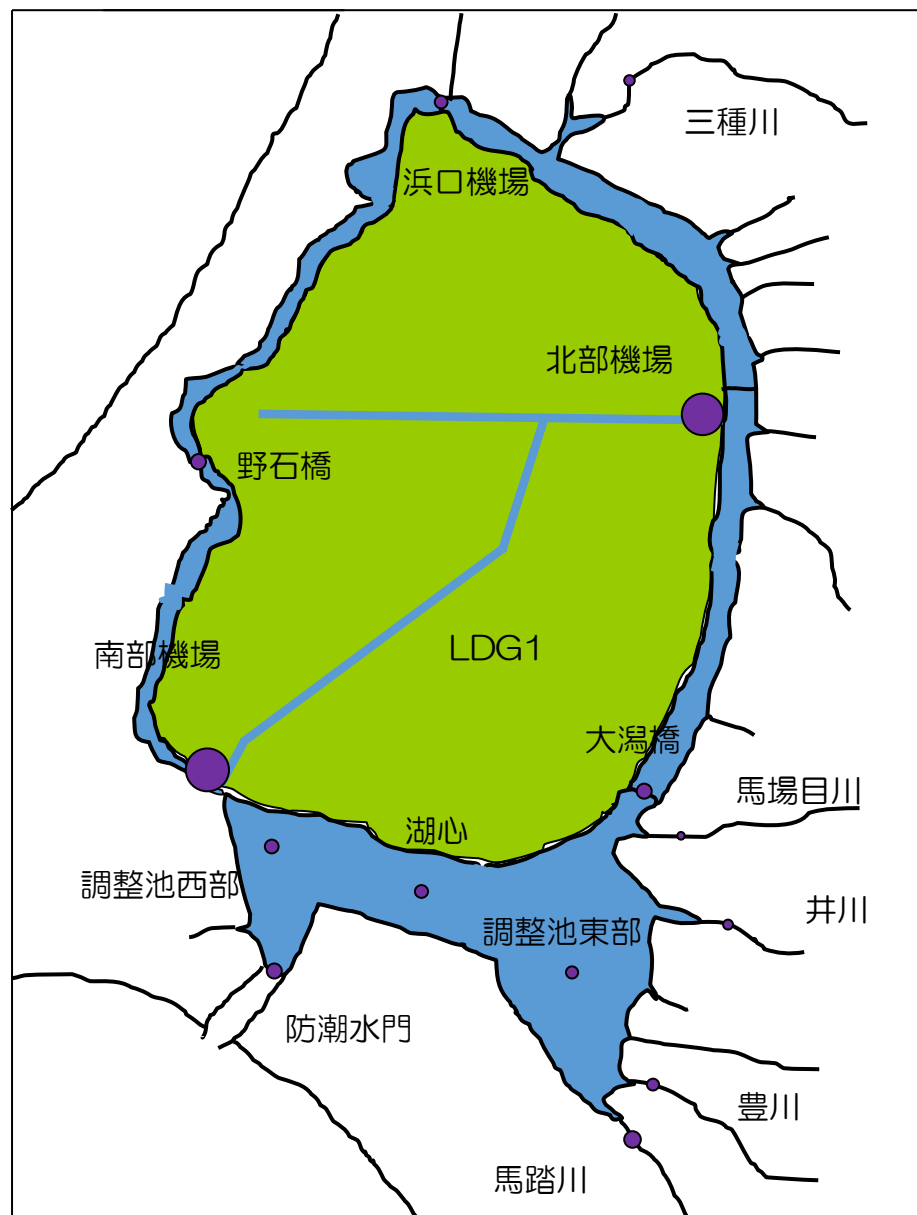 三種川
浜口機場
北部機場
野石橋
南部機場
LDG1
大潟橋
馬場目川
湖心
調整池西部
井川
調整池東部
防潮水門
豊川
馬踏川